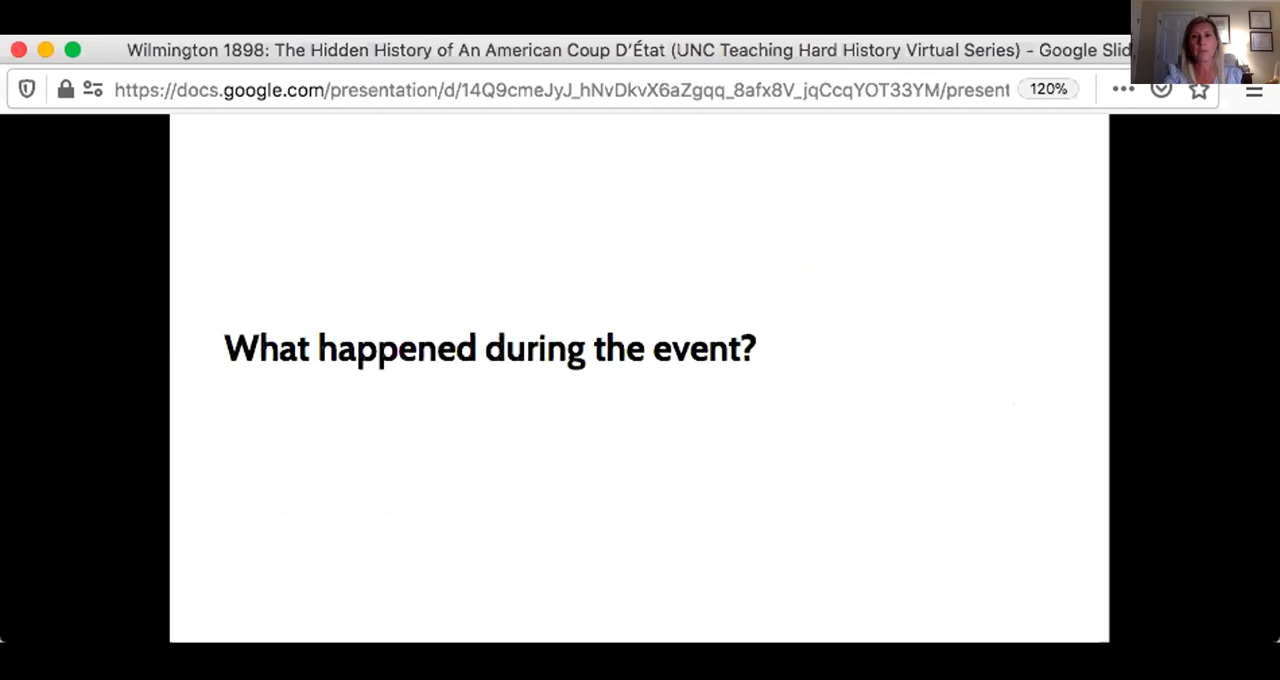 Wilmington 1898: The Hidden History of An American Coup D'État (UNC Teaching Hard History Virtual Series) - Google Slid
https://docs.google.com/presentation/d/14Q9cmeJyJ_hNvDkvX6aZgqq_8afx8V_jqCcqYOT33YM/present 120%
What happened during the event?